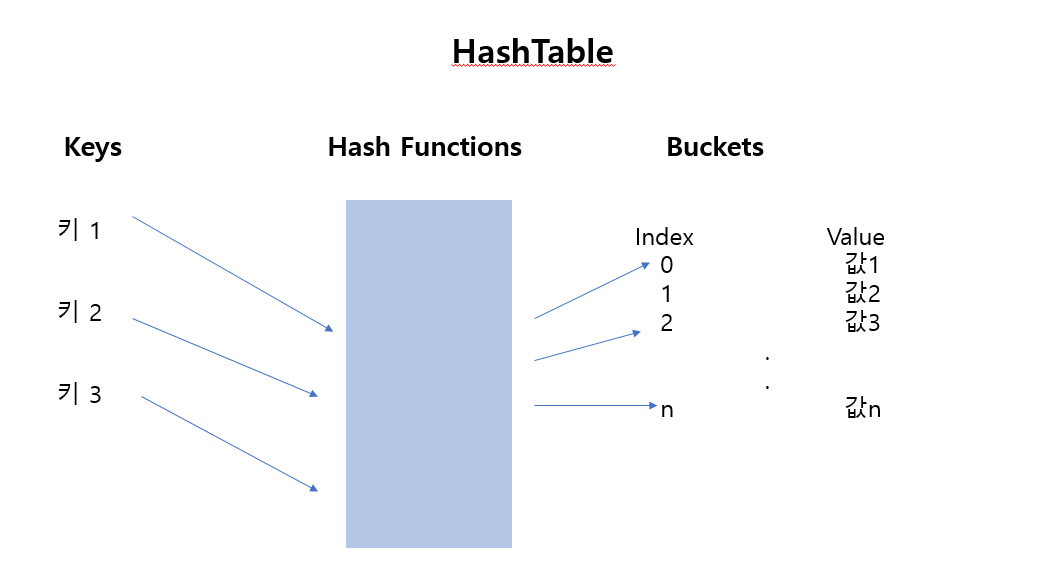 HashTable
Keys Hash Functions Buckets
키 1
키 2
키 3
Index Value
0 값1
1 값2
2 값3
.
.
n 값n